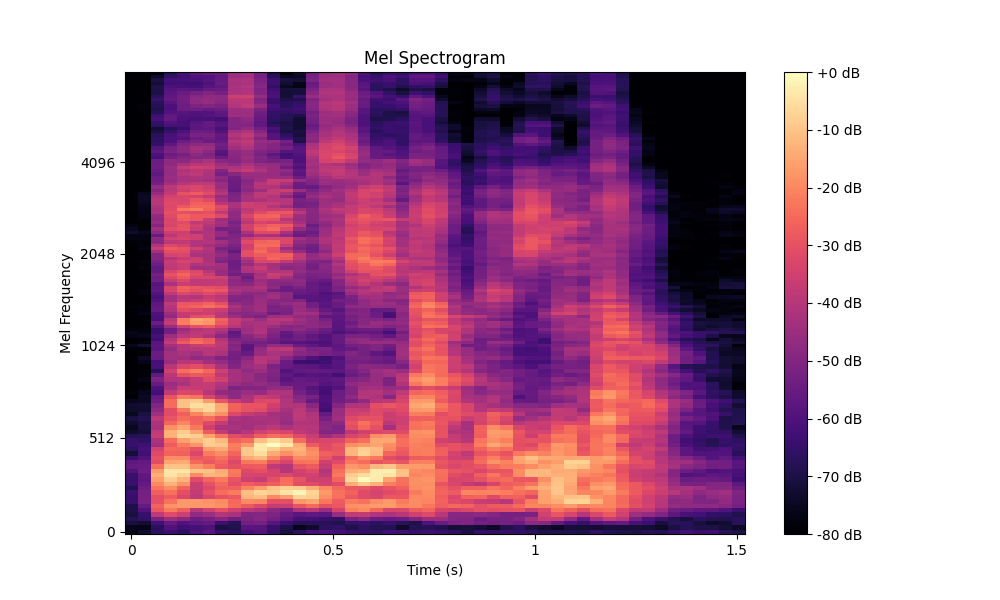 Mel Spectrogram
+0 dB
-10 dB
-20 dB
-30 dB
-40 dB
-50 dB
-60 dB
-70 dB
-80 dB
Mel Frequency
4096
2048
1024
512
0
0 0.5 1 1.5
Time (s)